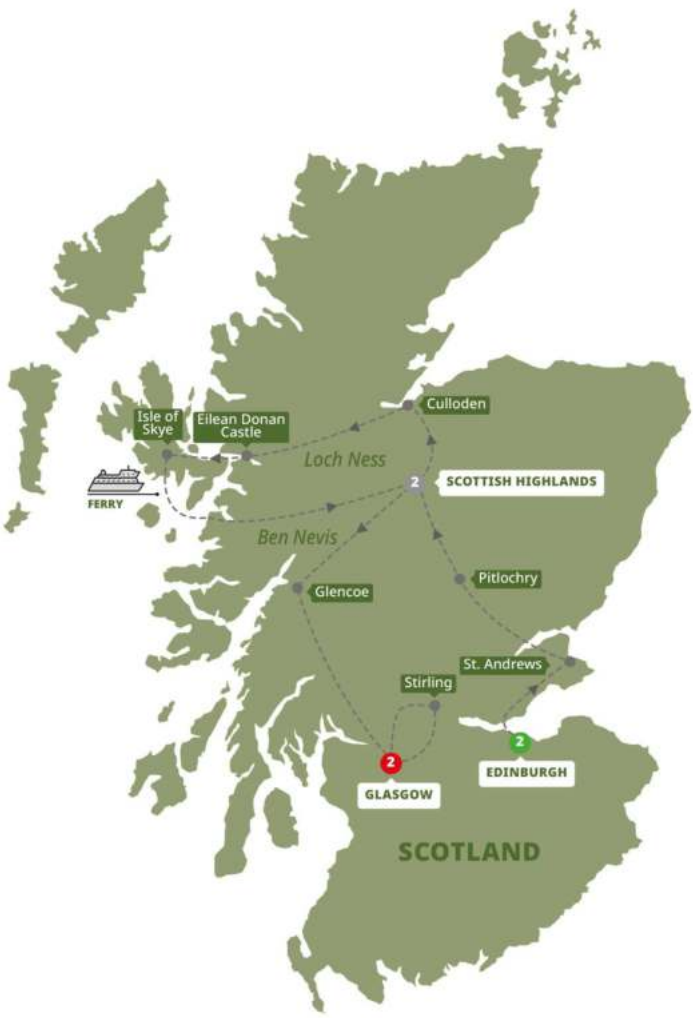 Culloden
Isle of
Skye
Eilean Donan
Castle
Loch Ness
2
SCOTTISH HIGHLANDS
FERRY
Ben Nevis
Pitlochry
Glencoe
St. Andrews
Stirling
2
EDINBURGH
2
GLASGOW
SCOTLAND